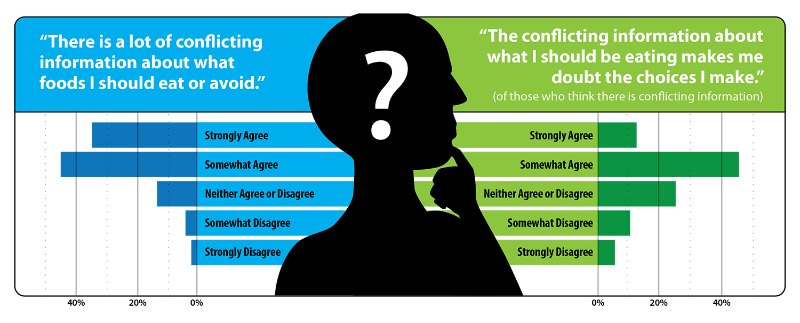 “There is a lot of conflicting
information about what
foods I should eat or avoid.”
?
“The conflicting information about
what I should be eating makes me
doubt the choices I make.”
(of those who think there is conflicting information)
Strongly Agree
Somewhat Agree
Neither Agree or Disagree
Somewhat Disagree
Strongly Disagree
40% 20% 0%
Strongly Agree
Somewhat Agree
Neither Agree or Disagree
Somewhat Disagree
Strongly Disagree
0% 20% 40%